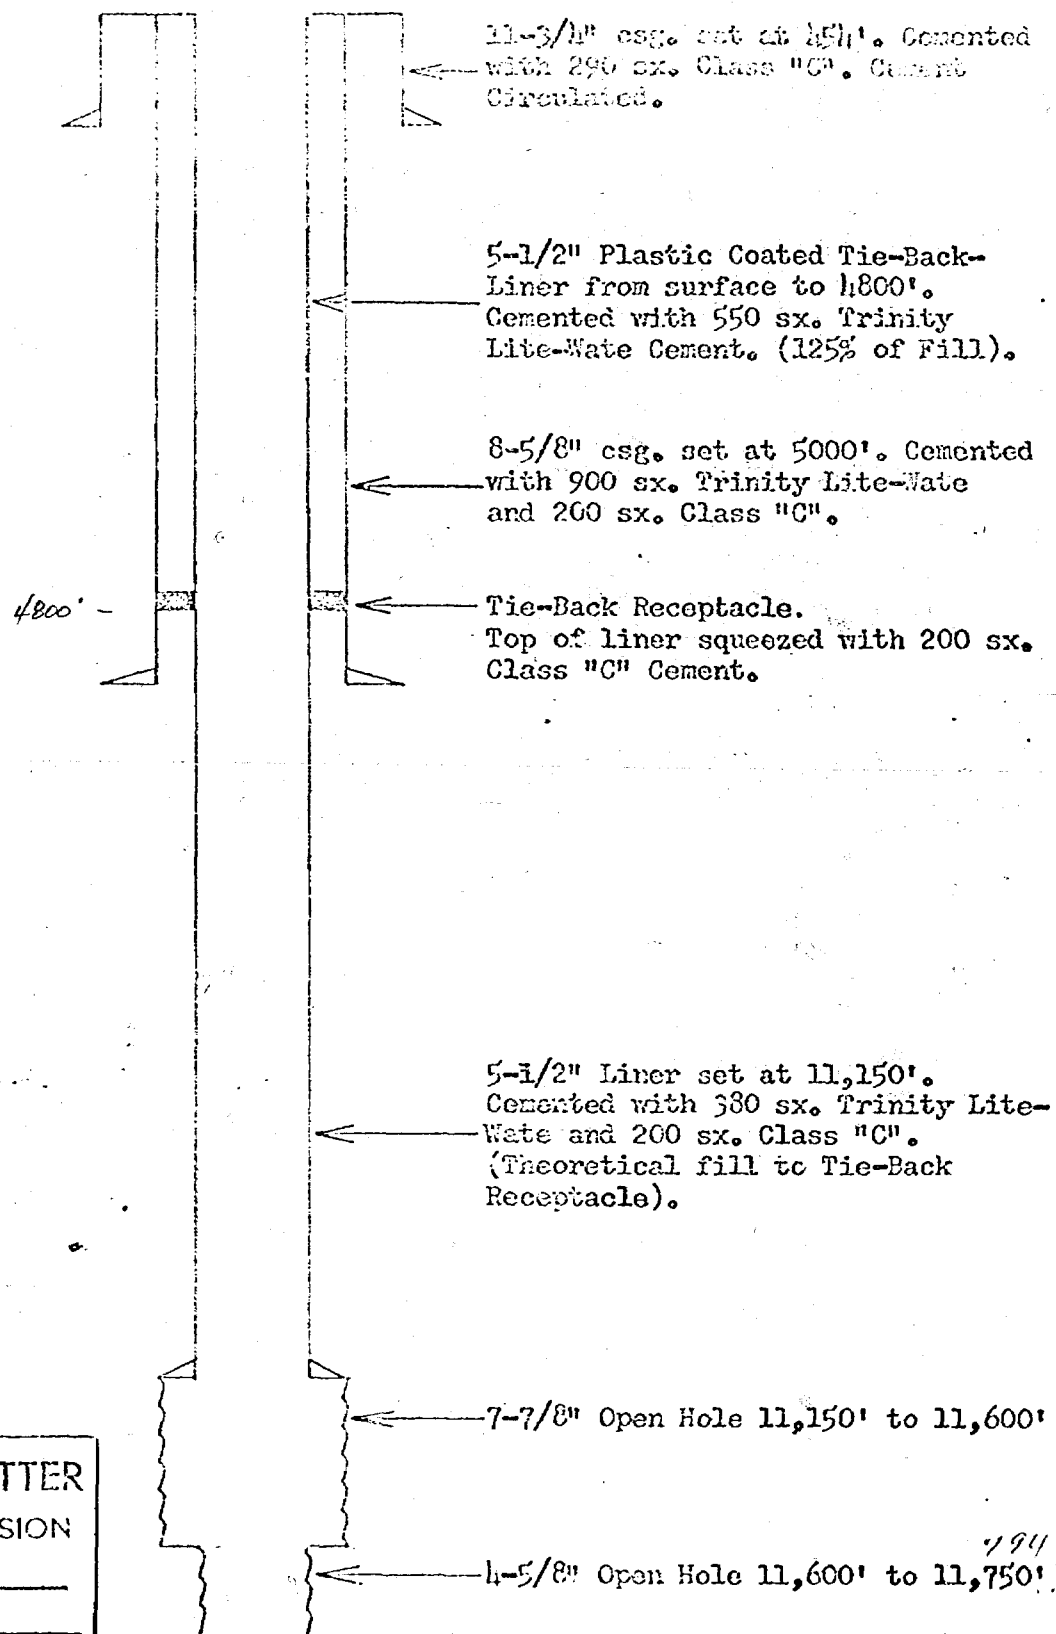 11-3/4" csg. set at 454'. Cemented
with 290 sx. Class "C". Cement
Circulated.
5-1/2" Plastic Coated Tie-Back-
Liner from surface to 4800'.
Cemented with 550 sx. Trinity
Lite-Wate Cement. (125% of Fill).
8-5/8" csg. set at 5000'. Cemented
with 900 sx. Trinity Lite-Wate
and 200 sx. Class "C".
4800' -
Tie-Back Receptacle.
Top of liner squeezed with 200 sx.
Class "C" Cement.
5-1/2" Liner set at 11,150'.
Cemented with 380 sx. Trinity Lite-
Wate and 200 sx. Class "C".
(Theoretical fill to Tie-Back
Receptacle).
7-7/8" Open Hole 11,150' to 11,600'
TTER
SION
4-5/8" Open Hole 11,600' to 11,750'